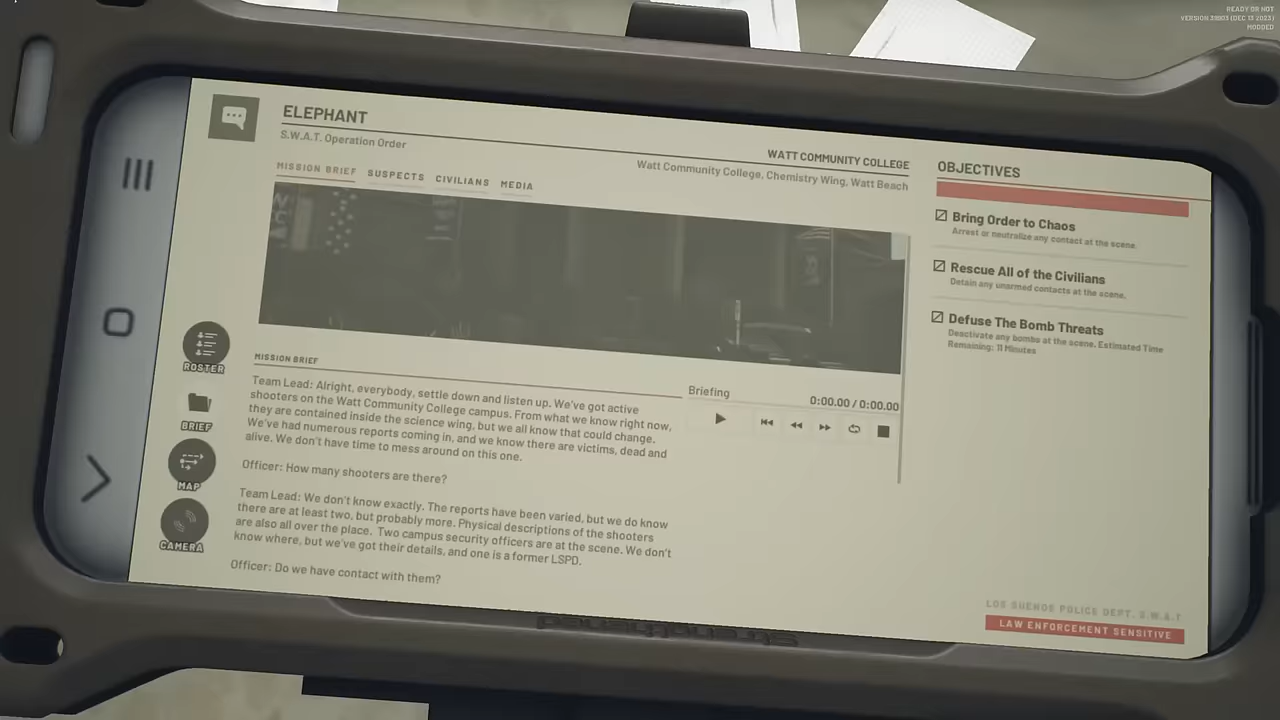 READY OR NOT
VERSION 31903 (DEC 13 2023)
MODDED
ELEPHANT
S.W.A.T. Operation Order
WATT COMMUNITY COLLEGE
Watt Community College, Chemistry Wing, Watt Beach
MISSION BRIEF
SUSPECTS
CIVILIANS
MEDIA
MISSION BRIEF
Team Lead: Alright, everybody, settle down and listen up. We've got active
shooters on the Watt Community College campus. From what we know right now,
they are contained inside the science wing, but we all know that could change.
We've had numerous reports coming in, and we know there are victims, dead and
alive. We don't have time to mess around on this one.
Officer: How many shooters are there?
Team Lead: We don't know exactly. The reports have been varied, but we do know
there are at least two, but probably more. Physical descriptions of the shooters
are also all over the place. Two campus security officers are at the scene. We don't
know where, but we've got their details, and one is a former LSPD.
Officer: Do we have contact with them?
Briefing
0:00.00 / 0:00.00
ROSTER
BRIEF
MAP
CAMERA
OBJECTIVES
Bring Order to Chaos
Arrest or neutralize any contact at the scene.
Rescue All of the Civilians
Detain any unarmed contacts at the scene.
Defuse The Bomb Threats
Deactivate any bombs at the scene. Estimated Time
Remaining: 11 Minutes
LOS SUENOS POLICE DEPT. S.W.A.T
LAW ENFORCEMENT SENSITIVE